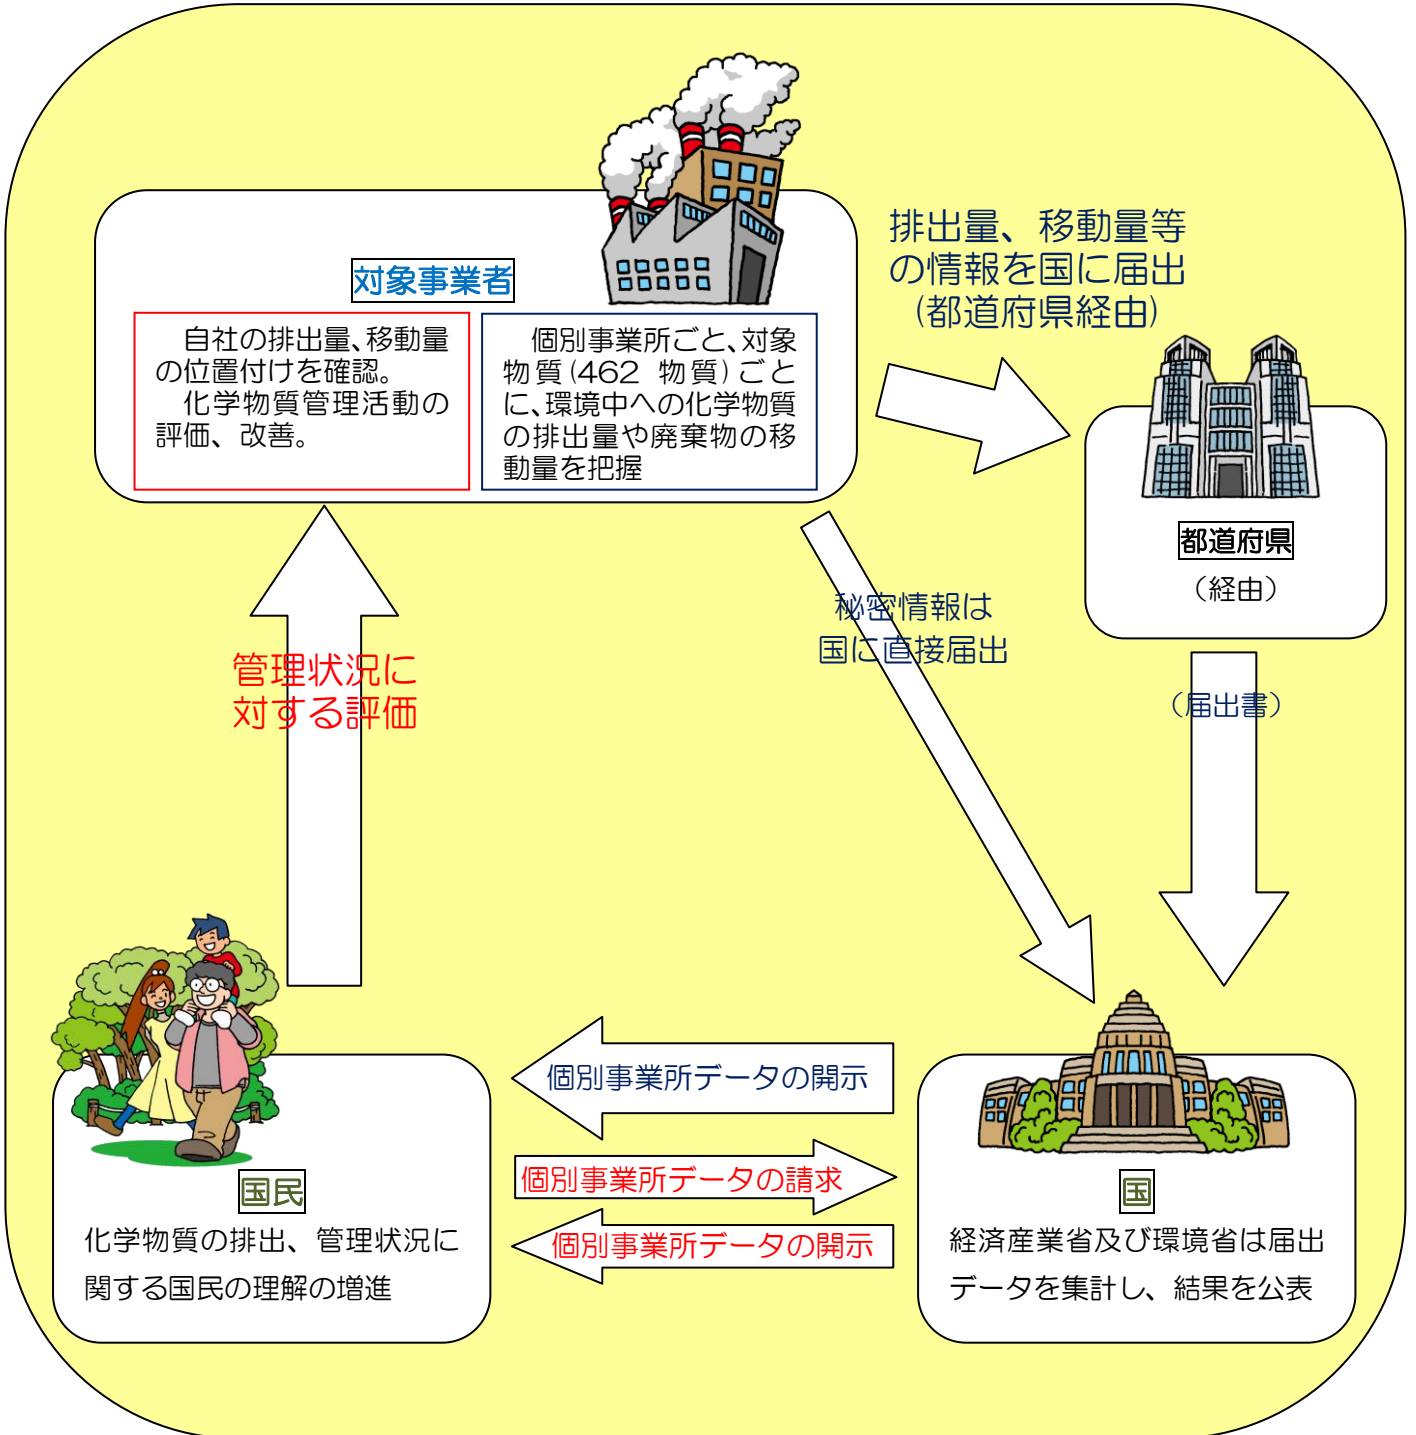 対象事業者
自社の排出量、移動量
の位置付けを確認。
化学物質管理活動の
評価、改善。
個別事業所ごと、対象
物質(462 物質)ごと
に、環境中への化学物質
の排出量や廃棄物の移
動量を把握
排出量、移動量等
の情報を国に届出
(都道府県経由)
都道府県
(経由)
秘密情報は
国に直接届出
(届出書)
管理状況に
対する評価
個別事業所データの開示
個別事業所データの請求
個別事業所データの開示
国民
化学物質の排出、管理状況に
関する国民の理解の増進
国
経済産業省及び環境省は届出
データを集計し、結果を公表